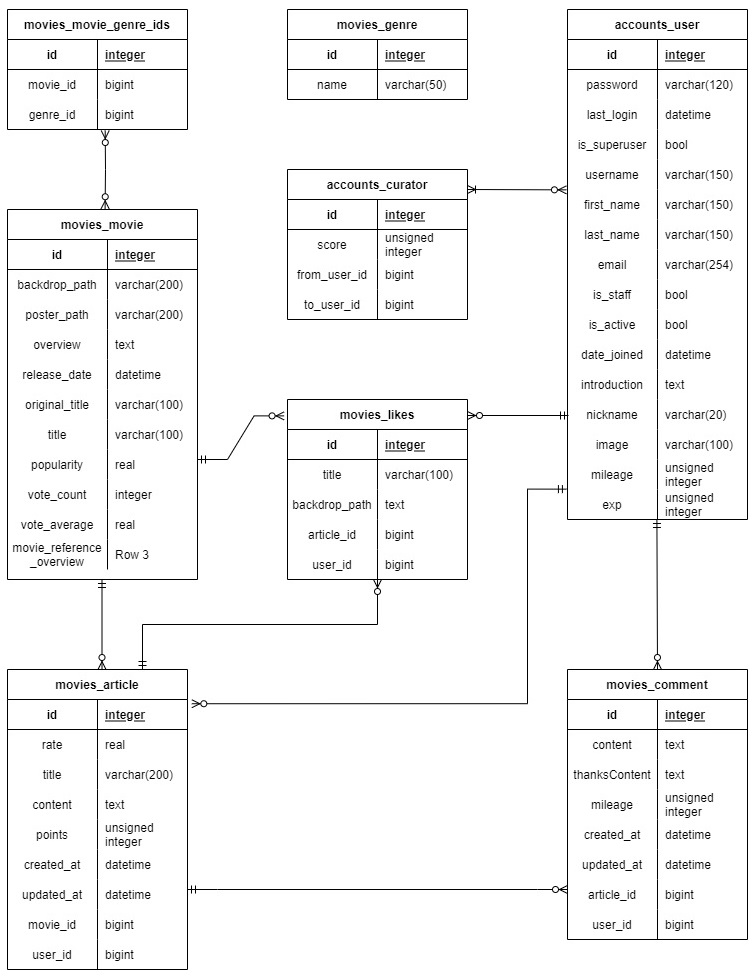 movies_movie_genre_ids
id integer
movie_id bigint
genre_id bigint
movies_genre
id integer
name varchar(50)
accounts_user
id integer
password varchar(120)
last_login datetime
is_superuser bool
username varchar(150)
first_name varchar(150)
last_name varchar(150)
email varchar(254)
is_staff bool
is_active bool
date_joined datetime
introduction text
nickname varchar(20)
image varchar(100)
mileage unsigned
integer
exp unsigned
integer
accounts_curator
id integer
score unsigned
integer
from_user_id bigint
to_user_id bigint
movies_movie
id integer
backdrop_path varchar(200)
poster_path varchar(200)
overview text
release_date datetime
original_title varchar(100)
title varchar(100)
popularity real
vote_count integer
vote_average real
movie_reference
_overview Row 3
movies_likes
id integer
title varchar(100)
backdrop_path text
article_id bigint
user_id bigint
movies_article
id integer
rate real
title varchar(200)
content text
points unsigned
integer
created_at datetime
updated_at datetime
movie_id bigint
user_id bigint
movies_comment
id integer
content text
thanksContent text
mileage unsigned
integer
created_at datetime
updated_at datetime
article_id bigint
user_id bigint